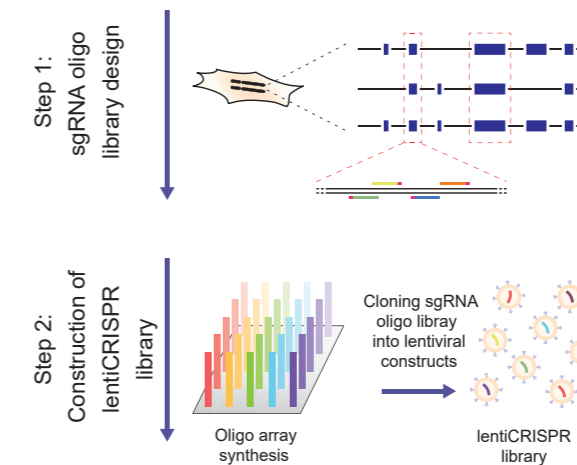 Step 1:
sgRNA oligo
library design
Step 2:
Construction of
lentiCRISPR
library
Cloning sgRNA
oligo libray
into lentiviral
constructs
Oligo array
synthesis
lentiCRISPR
library